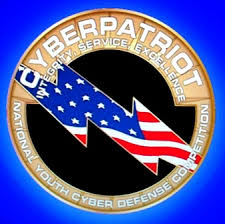 CYBERPATRIOT
INTEGRITY, SERVICE, EXCELLENCE
NATIONAL YOUTH CYBER DEFENSE COMPETITION